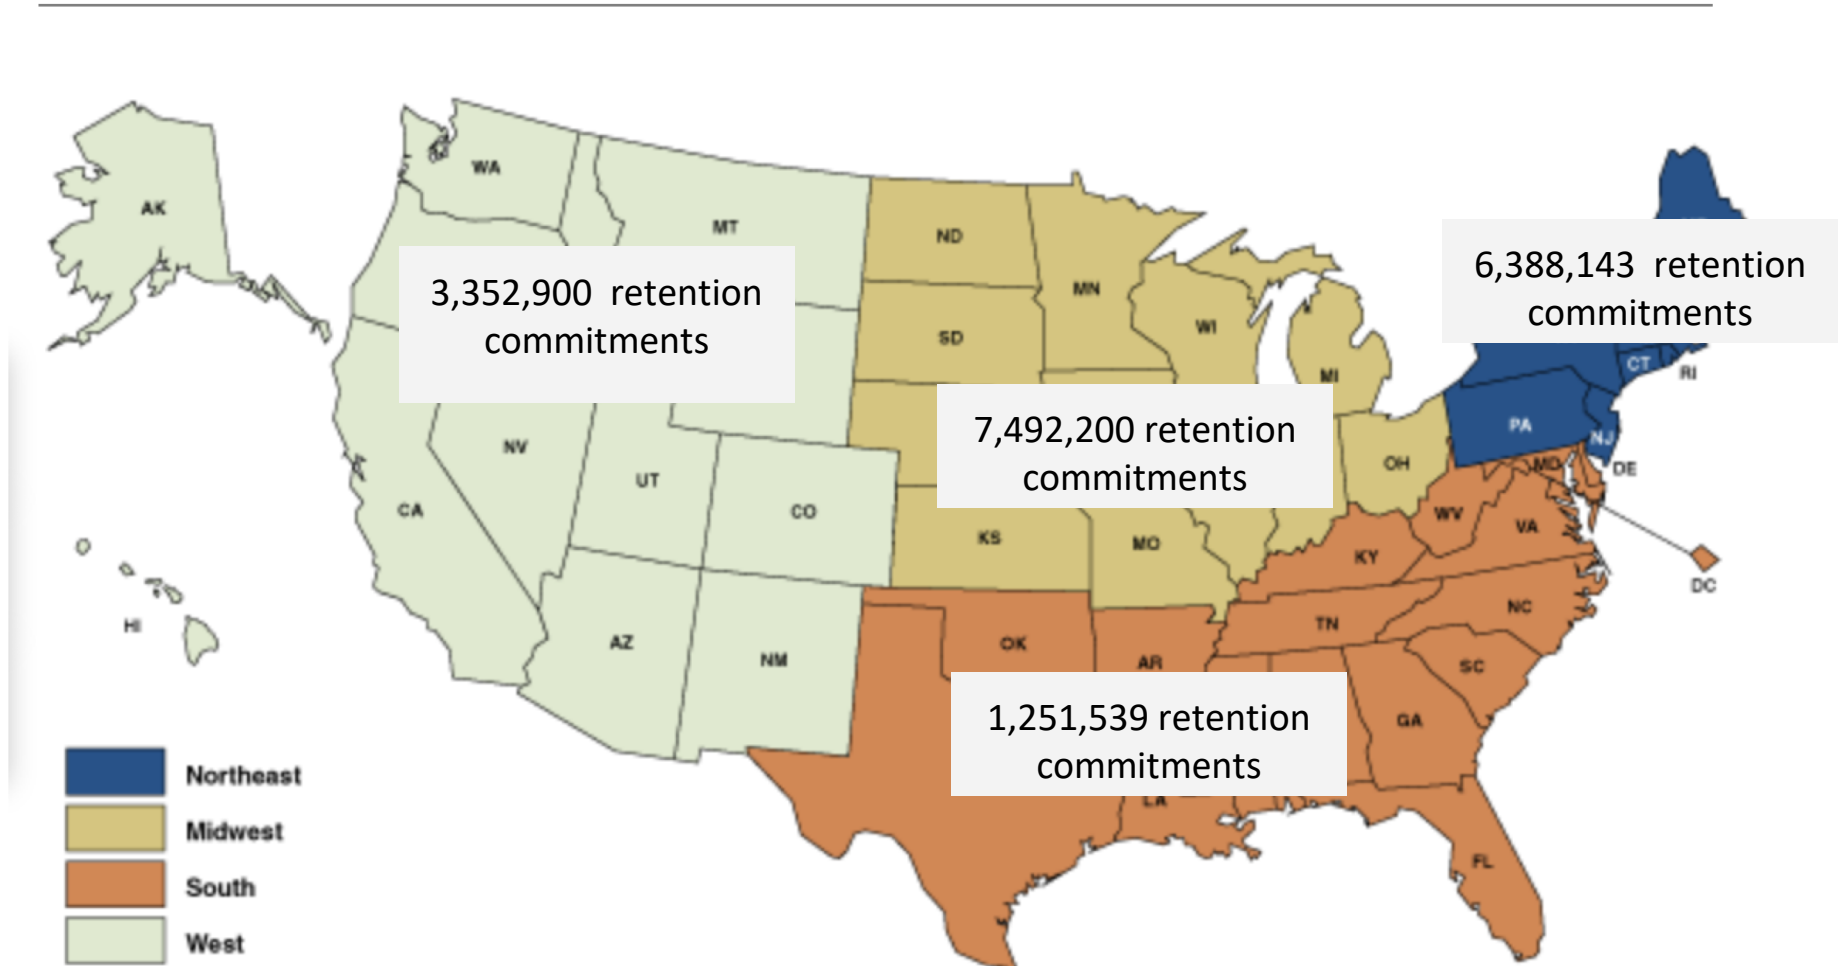 WA
AK
MT
ND
MN
6,388,143 retention
commitments
3,352,900 retention
commitments
SD
WI
MI
CT
RI
7,492,200 retention
commitments
PA
NJ
NV
UT
CO
CA
OH
MD
DE
KS
MO
WV
VA
KY
DC
HI
AZ
NM
OK
AR
TN
NC
SC
1,251,539 retention
commitments
GA
LA
FL
Northeast
Midwest
South
West